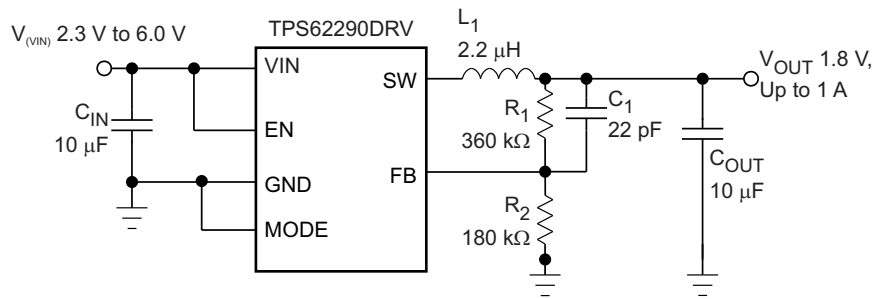 TPS62290DRV
V(VIN) 2.3 V to 6.0 V
L1
2.2 μH
VIN
SW
VOUT 1.8 V,
Up to 1 A
CIN
10 μF
EN
R1
360 kΩ
C1
22 pF
GND
FB
COUT
10 μF
MODE
R2
180 kΩ